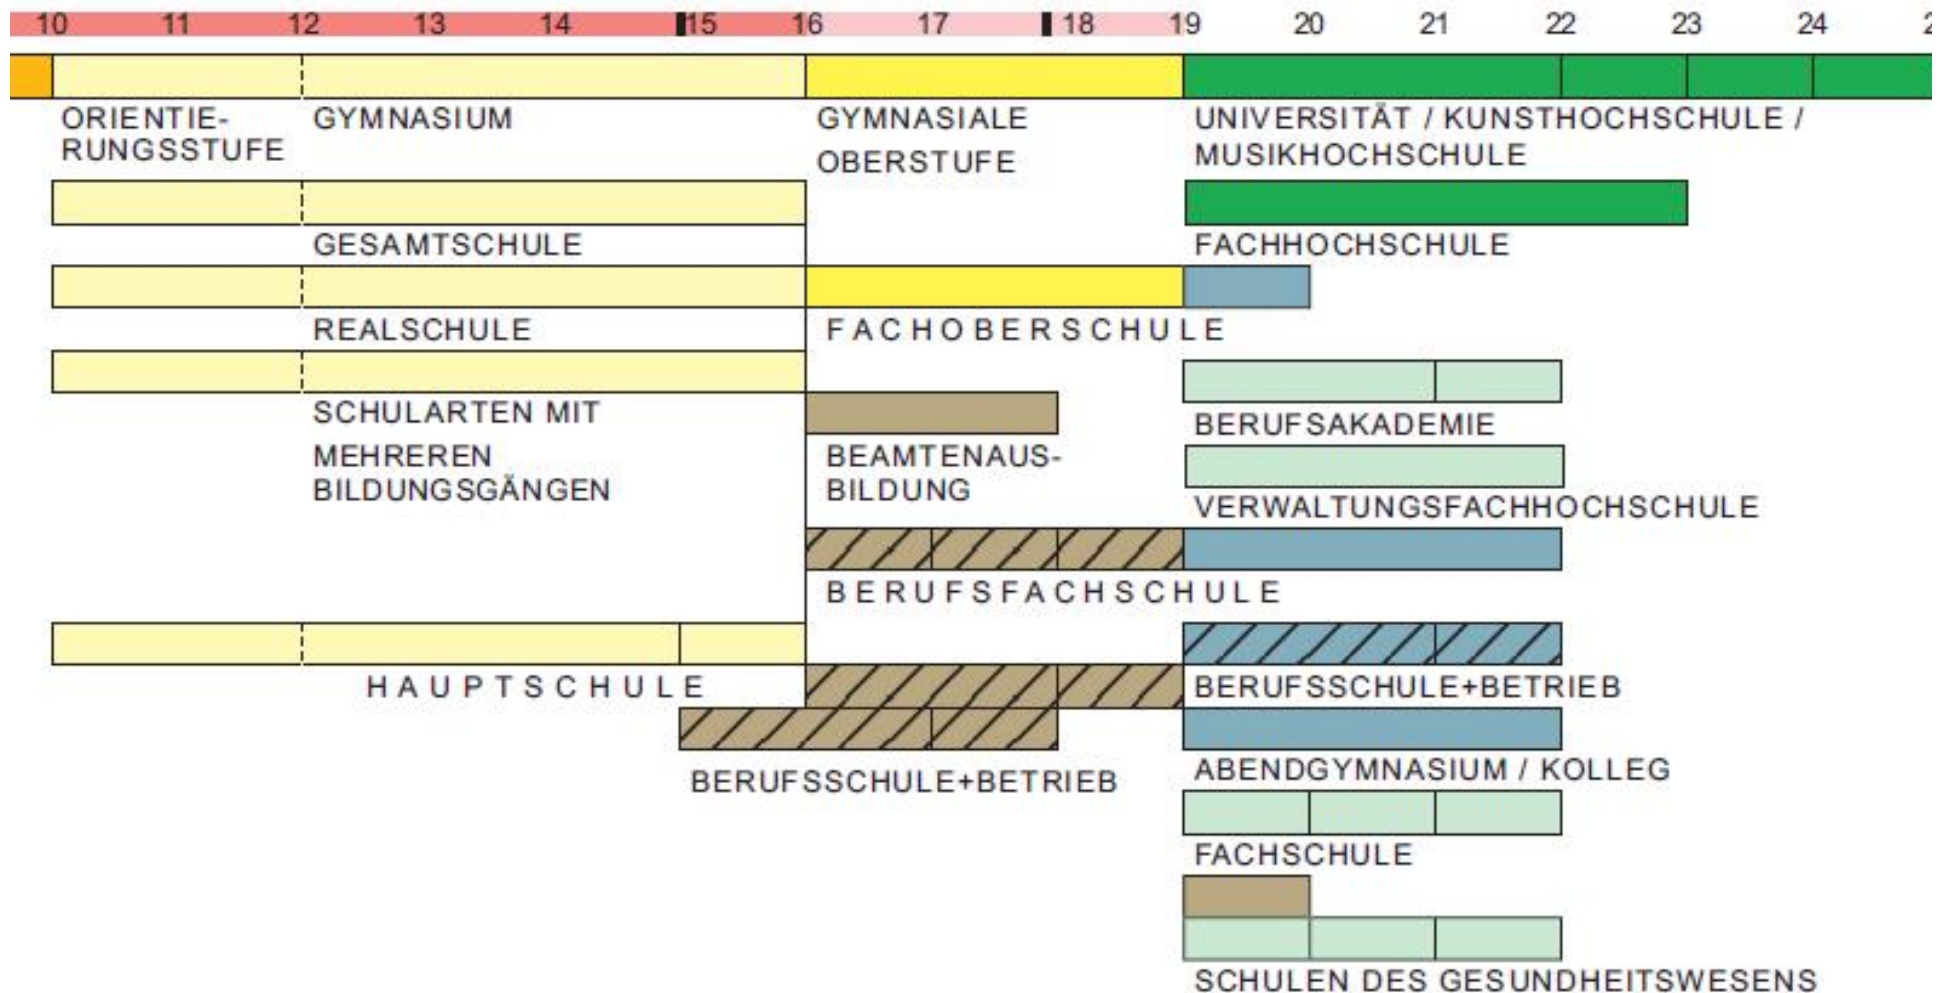 10 11 12 13 14 15 16 17 18 19 20 21 22 23 24 2
ORIENTIE-
RUNGSSTUFE
GYMNASIUM
GYMNASIALE
OBERSTUFE
UNIVERSITÄT / KUNSTHOCHSCHULE /
MUSIKHOCHSCHULE
GESAMTSCHULE
FACHHOCHSCHULE
REALSCHULE
FACHOBERSCHULE
SCHULARTEN MIT
MEHREREN
BILDUNGSGÄNGEN
BEAMTENAUS-
BILDUNG
BERUFSAKADEMIE
VERWALTUNGSFACHHOCHSCHULE
BERUFSFACHSCHULE
HAUPTSCHULE
BERUFSSCHULE+BETRIEB
BERUFSSCHULE+BETRIEB
ABENDGYMNASIUM / KOLLEG
FACHSCHULE
SCHULEN DES GESUNDHEITSWESENS